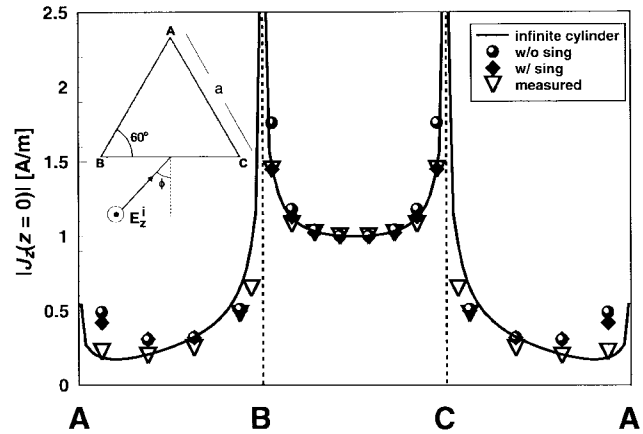 2.5
2
1.5
1
0.5
0
|J_z(z = 0)| [A/m]
A
a
60°
B
C
ϕ
E_z^i
infinite cylinder
w/o sing
w/ sing
measured
A
B
C
A